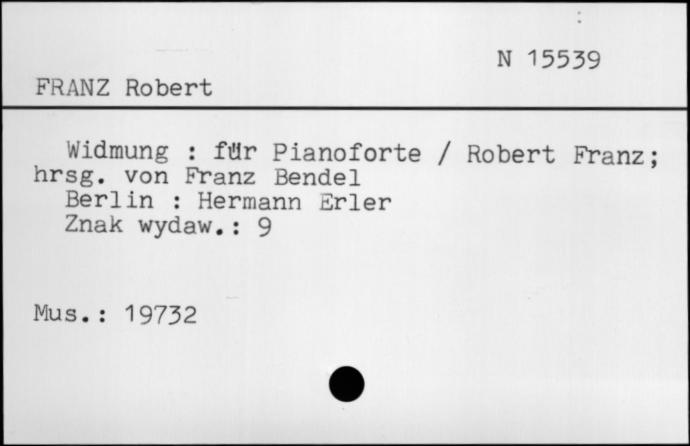 N 15539
FRANZ Robert
Widmung : für Pianoforte / Robert Franz;
hrsg. von Franz Bendel
Berlin : Hermann Erler
Znak wydaw.: 9
Mus.: 19732